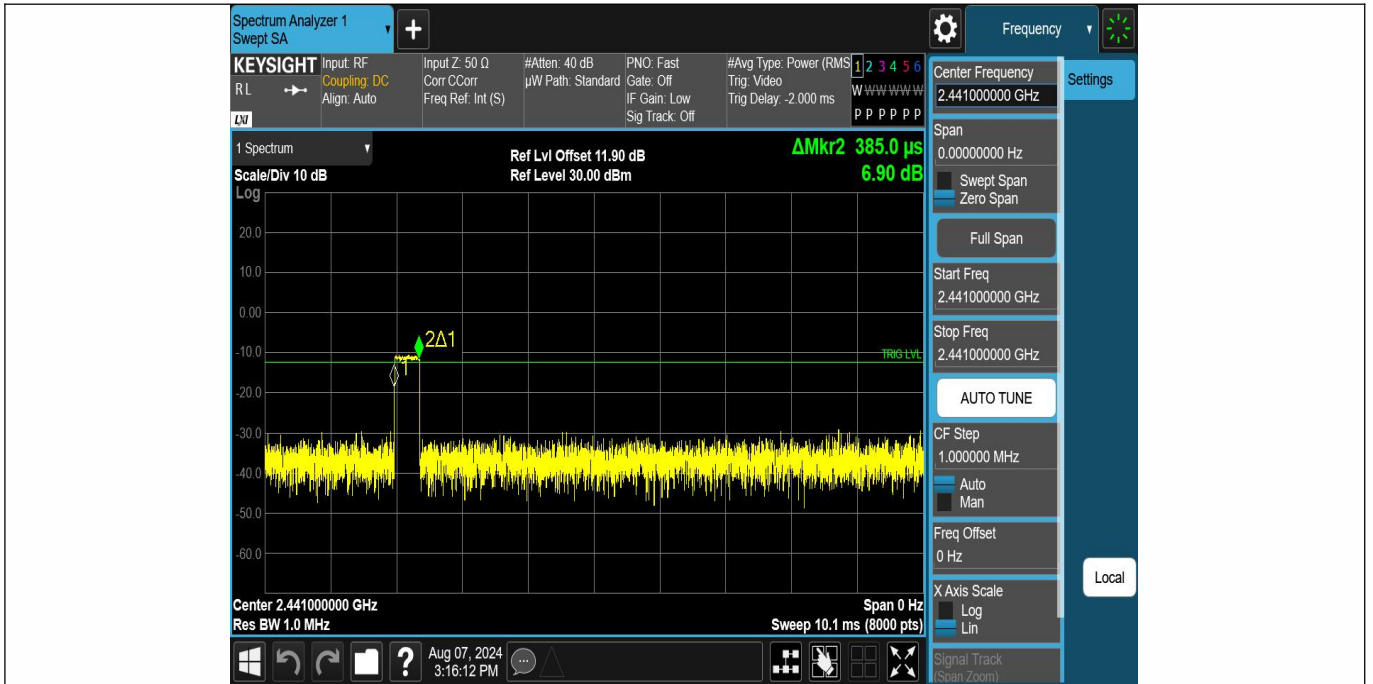 Spectrum Analyzer 1
Swept SA
+
Frequency
KEYSIGHT
RL
LXI
Input: RF
Coupling: DC
Align: Auto
Input Z: 50 Ω
Corr CCorr
Freq Ref: Int (S)
#Atten: 40 dB
µW Path: Standard
PNO: Fast
Gate: Off
IF Gain: Low
Sig Track: Off
#Avg Type: Power (RMS
Trig: Video
Trig Delay: -2.000 ms
1 2 3 4 5 6
W W W W W W
P P P P P P
1 Spectrum
Scale/Div 10 dB
Log
Ref Lvl Offset 11.90 dB
Ref Level 30.00 dBm
ΔMkr2 385.0 µs
6.90 dB
20.0
10.0
0.00
-10.0
-20.0
-30.0
-40.0
-50.0
-60.0
2Δ1
1
TRIG LVL
Center 2.441000000 GHz
Res BW 1.0 MHz
Span 0 Hz
Sweep 10.1 ms (8000 pts)
Center Frequency
2.441000000 GHz
Settings
Span
0.00000000 Hz
Swept Span
Zero Span
Full Span
Start Freq
2.441000000 GHz
Stop Freq
2.441000000 GHz
AUTO TUNE
CF Step
1.000000 MHz
Auto
Man
Freq Offset
0 Hz
X Axis Scale
Log
Lin
Signal Track
(Span Zoom)
Local
?
Aug 07, 2024
3:16:12 PM